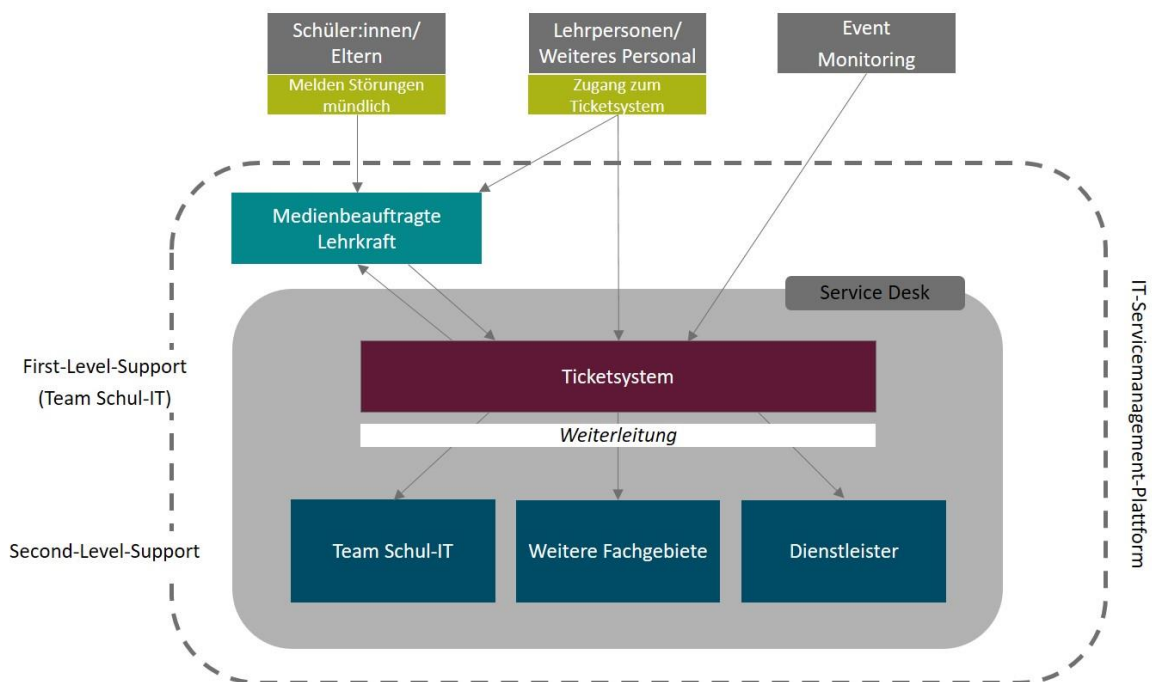 Schüler:innen/
Eltern
Melden Störungen
mündlich
Lehrpersonen/
Weiteres Personal
Zugang zum
Ticketsystem
Event
Monitoring
Medienbeauftragte
Lehrkraft
Service Desk
First-Level-Support
(Team Schul-IT)
Ticketsystem
Weiterleitung
Second-Level-Support
Team Schul-IT
Weitere Fachgebiete
Dienstleister
IT-Servicemanagement-Plattform